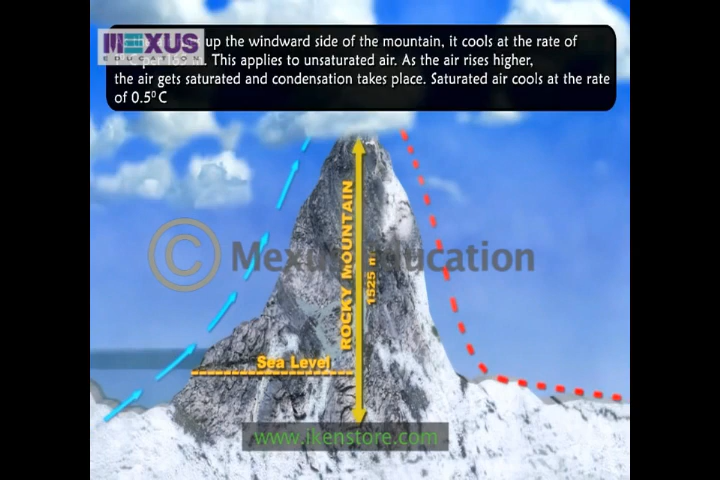 MEXUS
EDUCATION
up the windward side of the mountain, it cools at the rate of
. This applies to unsaturated air. As the air rises higher,
the air gets saturated and condensation takes place. Saturated air cools at the rate
of 0.5⁰ C
ROCKY MOUNTAIN
1525
© Mexus Education
Sea Level
www.ikenstore.com